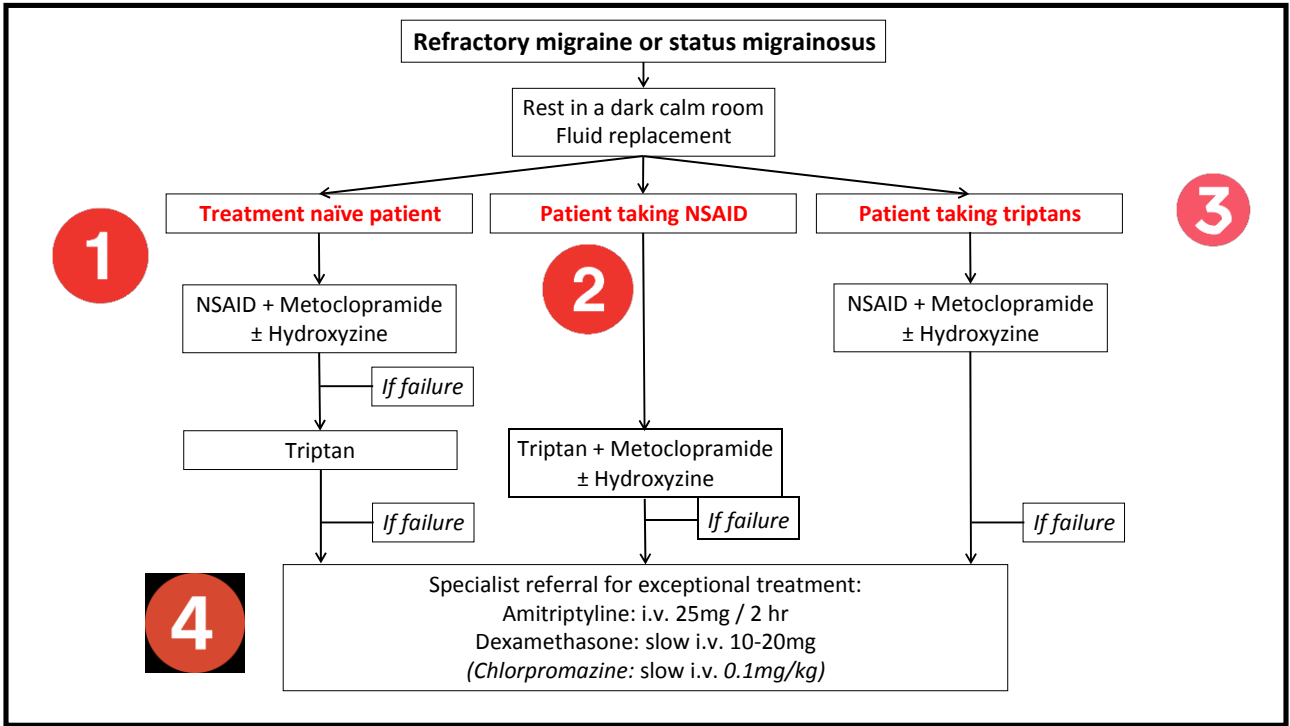 Refractory migraine or status migrainosus
Rest in a dark calm room
Fluid replacement
Treatment naïve patient
Patient taking NSAID
Patient taking triptans
3
1
2
NSAID + Metoclopramide
± Hydroxyzine
NSAID + Metoclopramide
± Hydroxyzine
If failure
Triptan
Triptan + Metoclopramide
± Hydroxyzine
If failure
If failure
If failure
4
Specialist referral for exceptional treatment:
Amitriptyline: i.v. 25mg / 2 hr
Dexamethasone: slow i.v. 10-20mg
(Chlorpromazine: slow i.v. 0.1mg/kg)